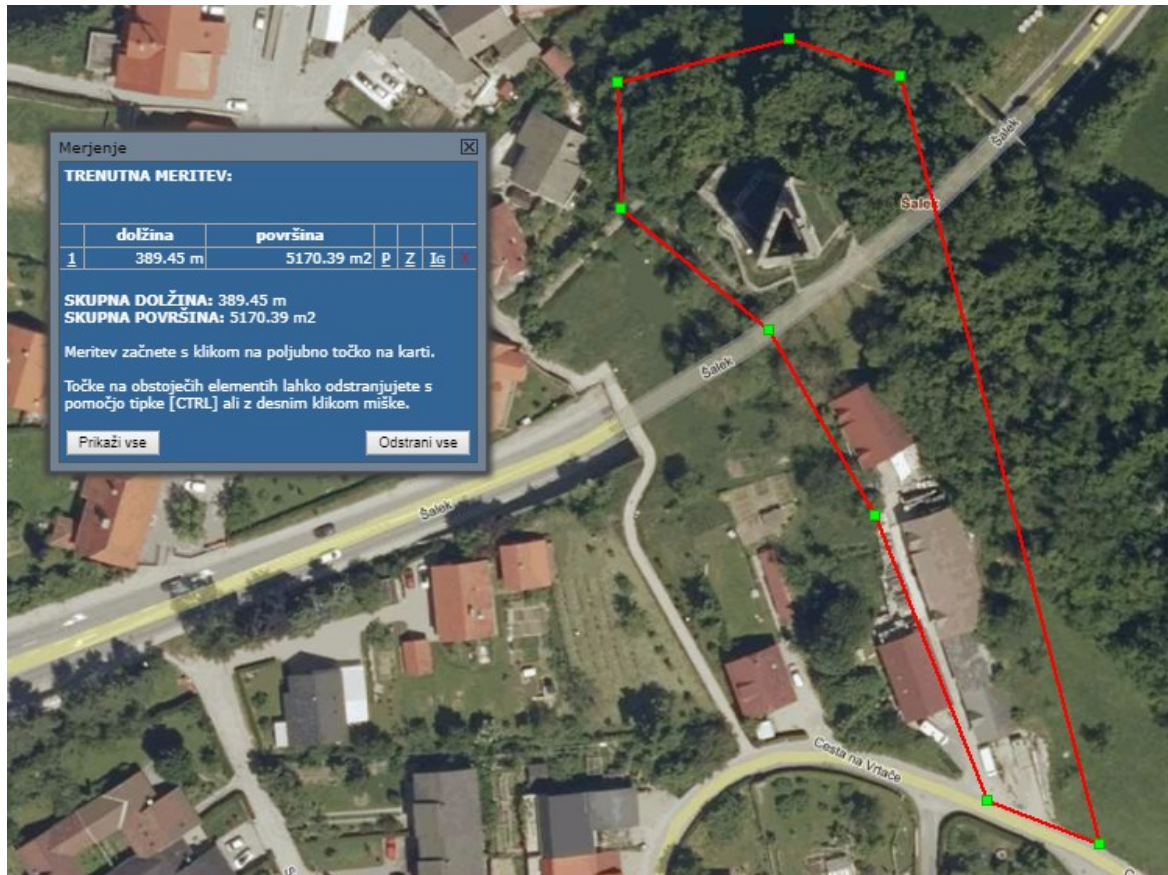 Merjenje
TRENUTNA MERITEV:
dolžina površina
1 389.45 m 5170.39 m2 P Z IG X
SKUPNA DOLŽINA: 389.45 m
SKUPNA POVRŠINA: 5170.39 m2
Meritev začnete s klikom na poljubno točko na karti.
Točke na obstoječih elementih lahko odstranjujete s
pomočjo tipke [CTRL] ali z desnim klikom miške.
Prikaži vse Odstrani vse
Šalek
Šalek
Šalek
Šalek
Cesta na Vrtače